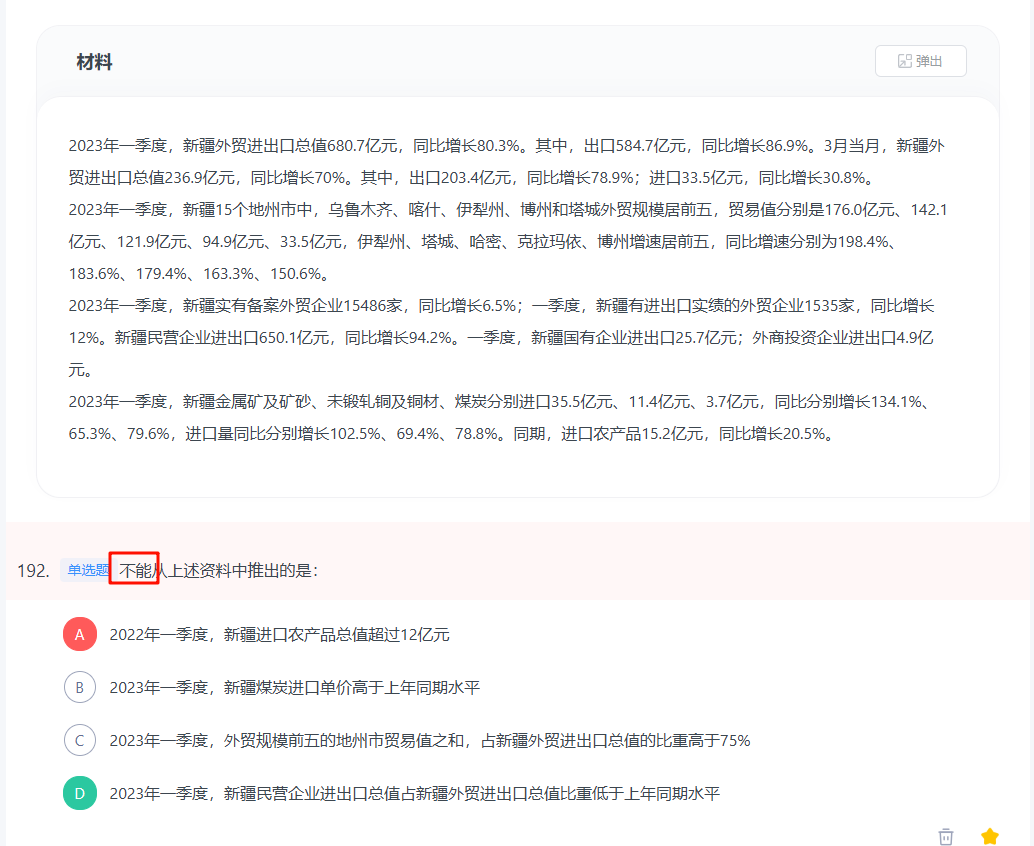 材料
弹出
2023年一季度，新疆外贸进出口总值680.7亿元，同比增长80.3%。其中，出口584.7亿元，同比增长86.9%。3月当月，新疆外
贸进出口总值236.9亿元，同比增长70%。其中，出口203.4亿元，同比增长78.9%；进口33.5亿元，同比增长30.8%。
2023年一季度，新疆15个地州市中，乌鲁木齐、喀什、伊犁州、博州和塔城外贸规模居前五，贸易值分别是176.0亿元、142.1
亿元、121.9亿元、94.9亿元、33.5亿元，伊犁州、塔城、哈密、克拉玛依、博州增速居前五，同比增速分别为198.4%、
183.6%、179.4%、163.3%、150.6%。
2023年一季度，新疆实有备案外贸企业15486家，同比增长6.5%；一季度，新疆有进出口实绩的外贸企业1535家，同比增长
12%。新疆民营企业进出口650.1亿元，同比增长94.2%。一季度，新疆国有企业进出口25.7亿元；外商投资企业进出口4.9亿
元。
2023年一季度，新疆金属矿及矿砂、未锻轧铜及铜材、煤炭分别进口35.5亿元、11.4亿元、3.7亿元，同比分别增长134.1%、
65.3%、79.6%，进口量同比分别增长102.5%、69.4%、78.8%。同期，进口农产品15.2亿元，同比增长20.5%。
192. 单选题 不能从上述资料中推出的是：
A 2022年一季度，新疆进口农产品总值超过12亿元
B 2023年一季度，新疆煤炭进口单价高于上年同期水平
C 2023年一季度，外贸规模前五的地州市贸易值之和，占新疆外贸进出口总值的比重高于75%
D 2023年一季度，新疆民营企业进出口总值占新疆外贸进出口总值比重低于上年同期水平